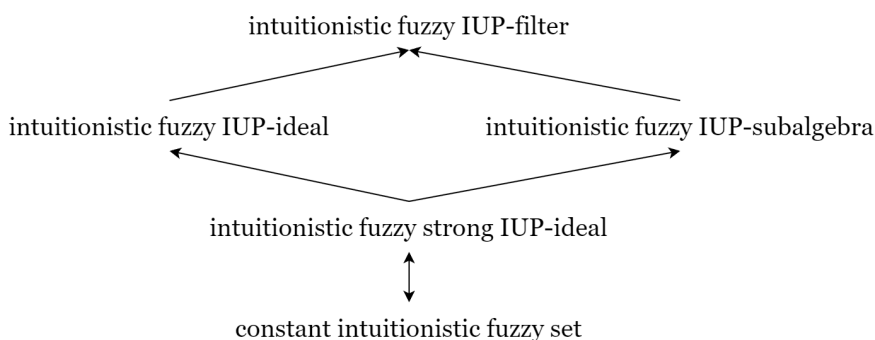 intuitionistic fuzzy IUP-filter
intuitionistic fuzzy IUP-ideal
intuitionistic fuzzy IUP-subalgebra
intuitionistic fuzzy strong IUP-ideal
constant intuitionistic fuzzy set